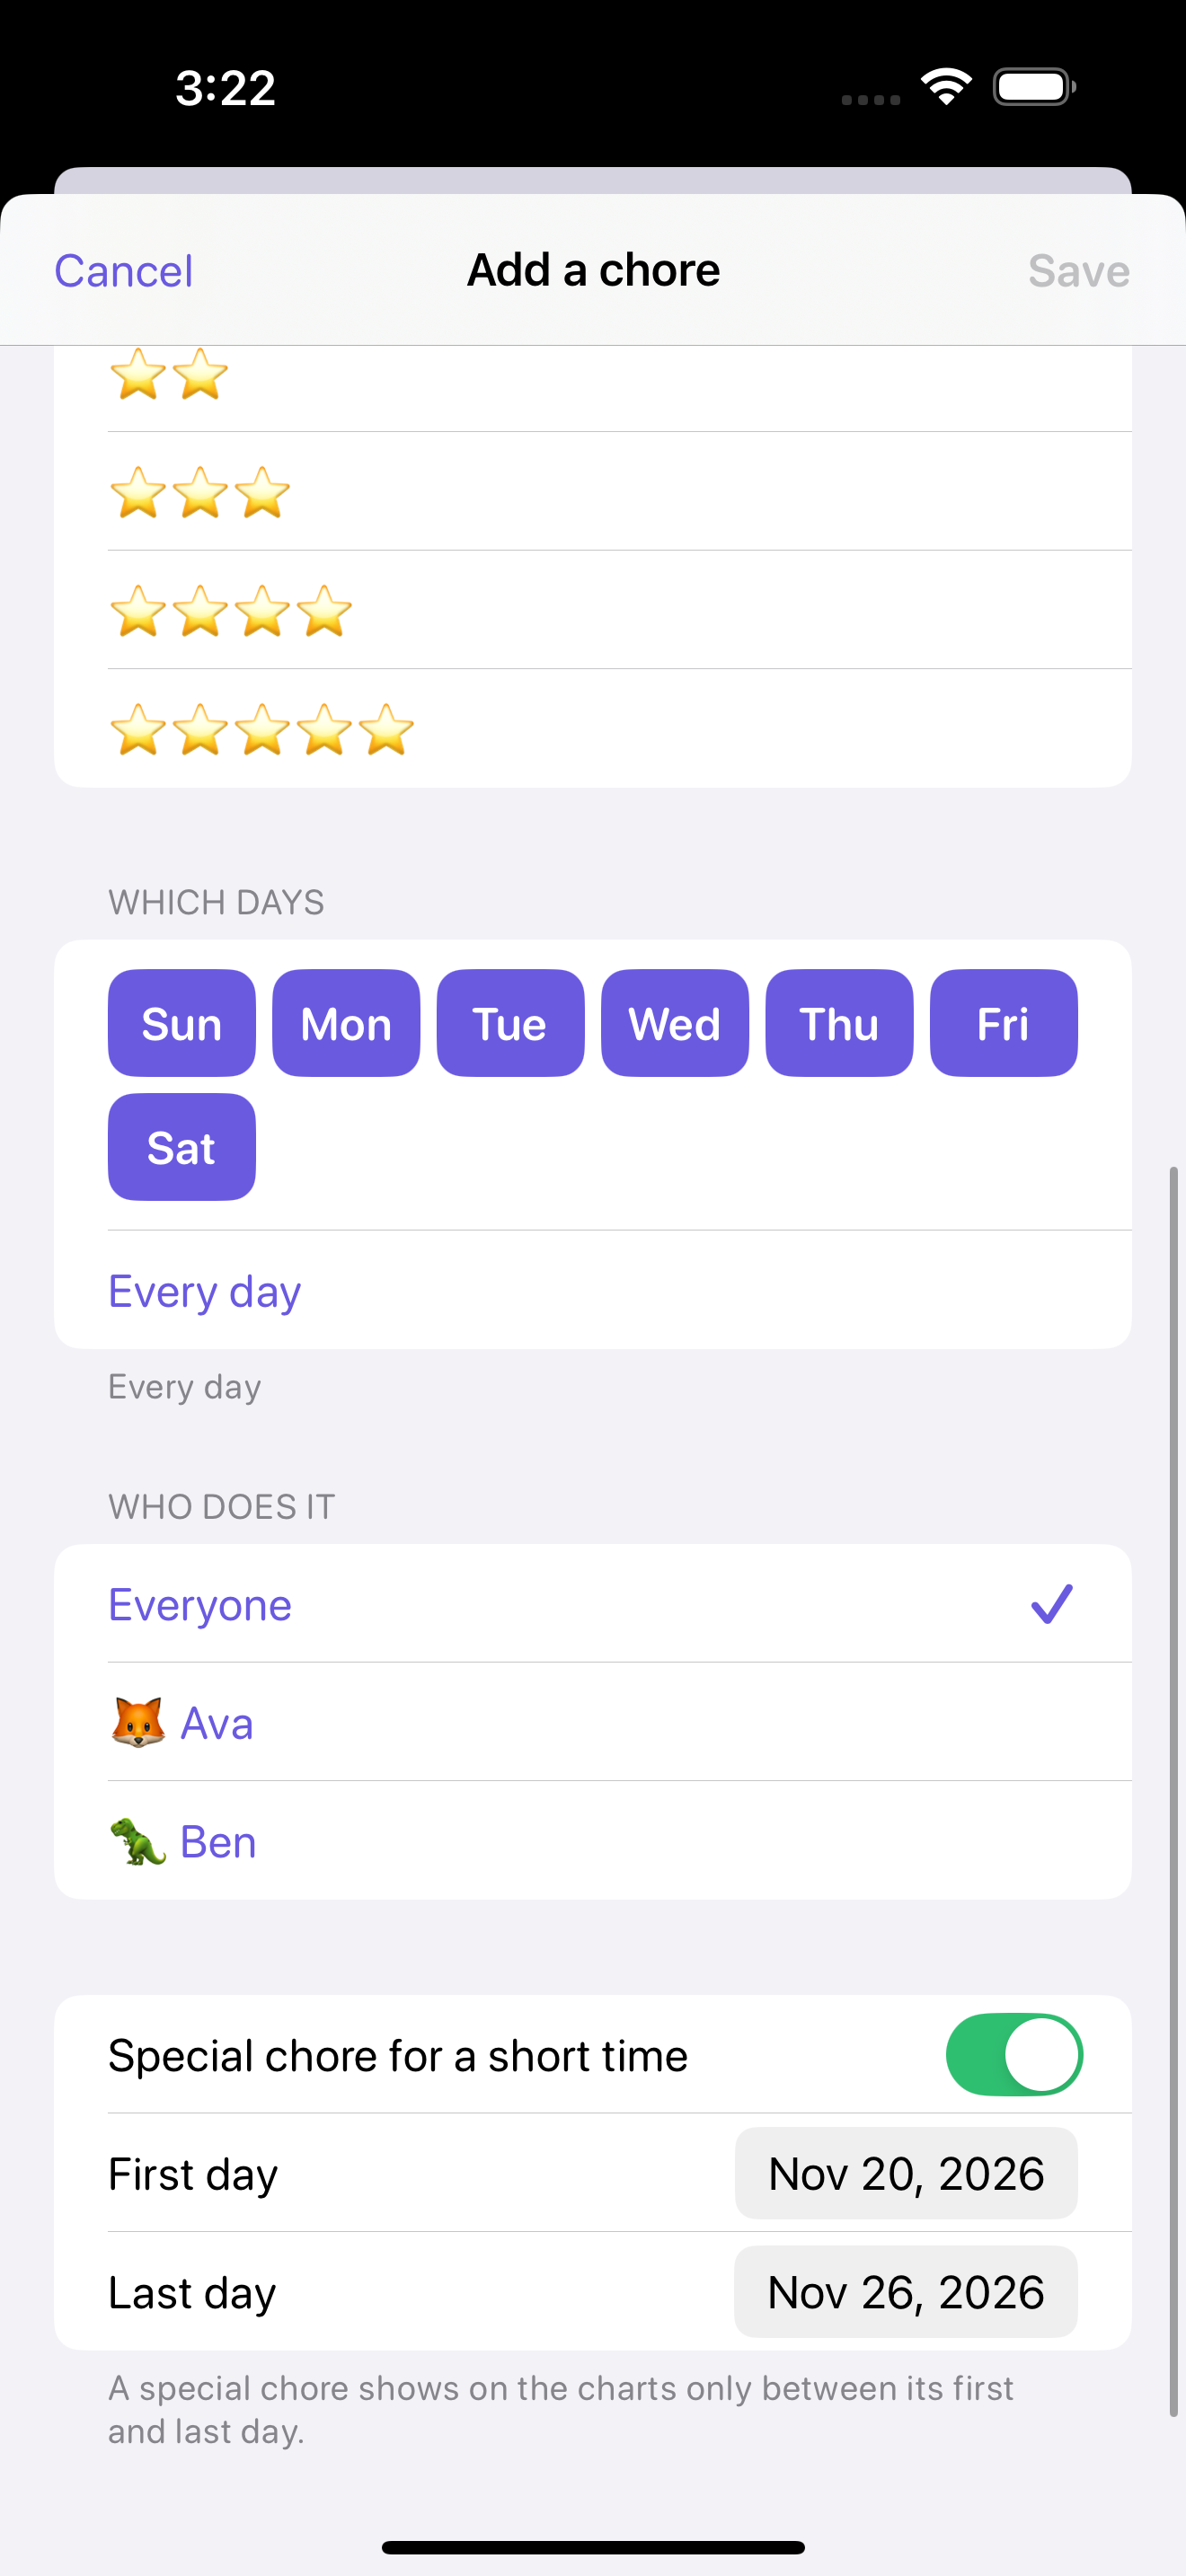 3:22
Cancel
Add a chore
Save
WHICH DAYS
Sun Mon Tue Wed Thu Fri
Sat
Every day
Every day
WHO DOES IT
Everyone
Ava
Ben
Special chore for a short time
First day Nov 20, 2026
Last day Nov 26, 2026
A special chore shows on the charts only between its first
and last day.